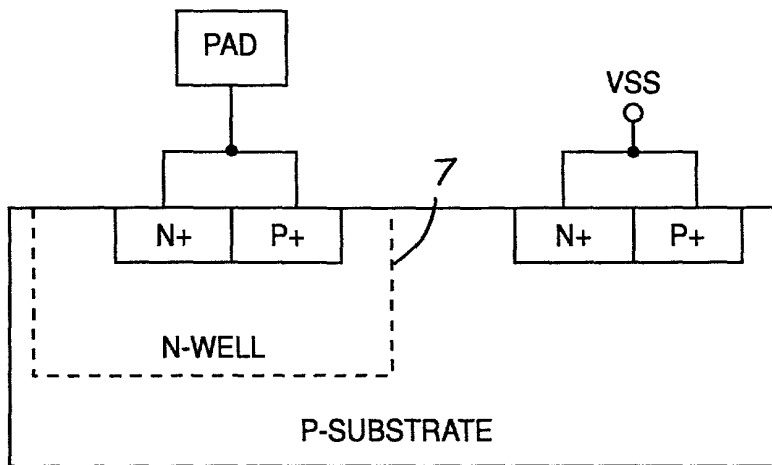 PAD
VSS
7
N+ P+ N+ P+
N-WELL
P-SUBSTRATE